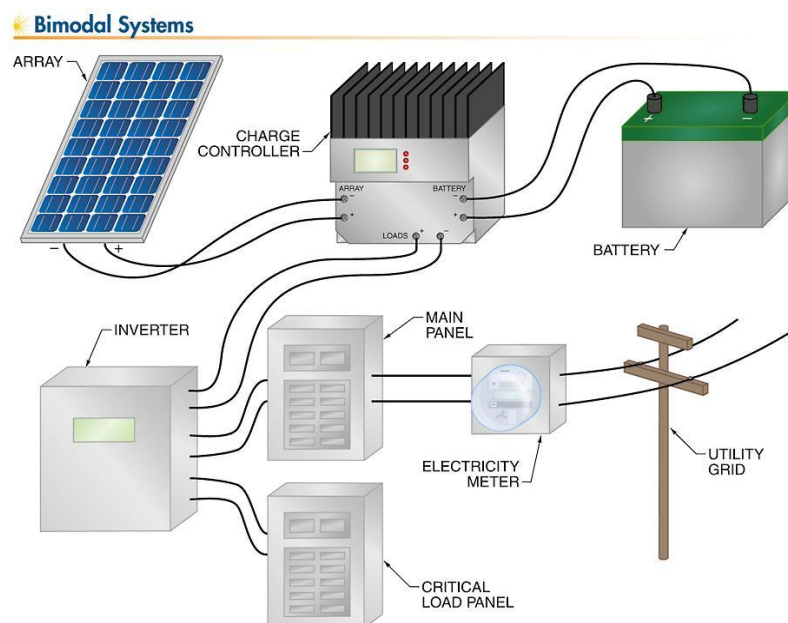 Bimodal Systems
ARRAY
CHARGE
CONTROLLER
ARRAY
−
+
BATTERY
−
+
LOADS
+
−
+
−
BATTERY
−
+
INVERTER
MAIN
PANEL
ELECTRICITY
METER
UTILITY
GRID
CRITICAL
LOAD PANEL